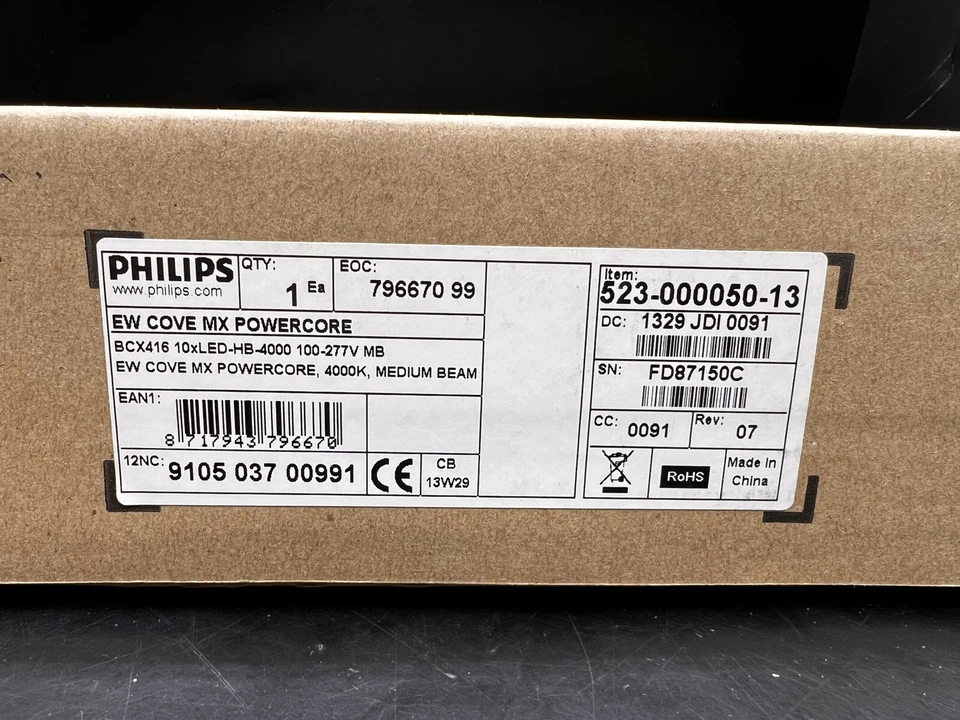 PHILIPS
www.philips.com
QTY:
1 Ea
EOC:
796670 99
EW COVE MX POWERCORE
BCX416 10xLED-HB-4000 100-277V MB
EW COVE MX POWERCORE, 4000K, MEDIUM BEAM
EAN1:
8 717943 796670
12NC: 9105 037 00991
CE
CB
13W29
Item:
523-000050-13
DC: 1329 JDI 0091
SN: FD87150C
CC: 0091
Rev: 07
RoHS
Made In
China